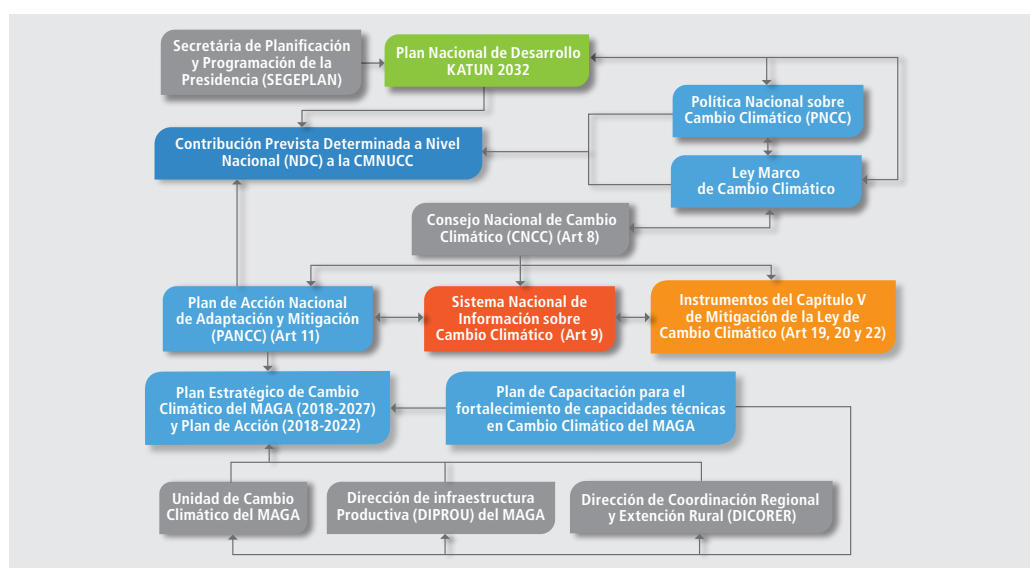 Secretária de Planificación
y Programación de la
Presidencia (SEGEPLAN)
Plan Nacional de Desarrollo
KATUN 2032
Política Nacional sobre
Cambio Climático (PNCC)
Contribución Prevista Determinada a Nivel
Nacional (NDC) a la CMNUCC
Ley Marco
de Cambio Climático
Consejo Nacional de Cambio
Climático (CNCC) (Art 8)
Plan de Acción Nacional
de Adaptación y Mitigación
(PANCC) (Art 11)
Sistema Nacional de
Información sobre
Cambio Climático (Art 9)
Instrumentos del Capítulo V
de Mitigación de la Ley de
Cambio Climático (Art 19, 20 y 22)
Plan Estratégico de Cambio
Climático del MAGA (2018-2027)
y Plan de Acción (2018-2022)
Plan de Capacitación para el
fortalecimiento de capacidades técnicas
en Cambio Climático del MAGA
Unidad de Cambio
Climático del MAGA
Dirección de infraestructura
Productiva (DIPROU) del MAGA
Dirección de Coordinación Regional
y Extención Rural (DICORER)